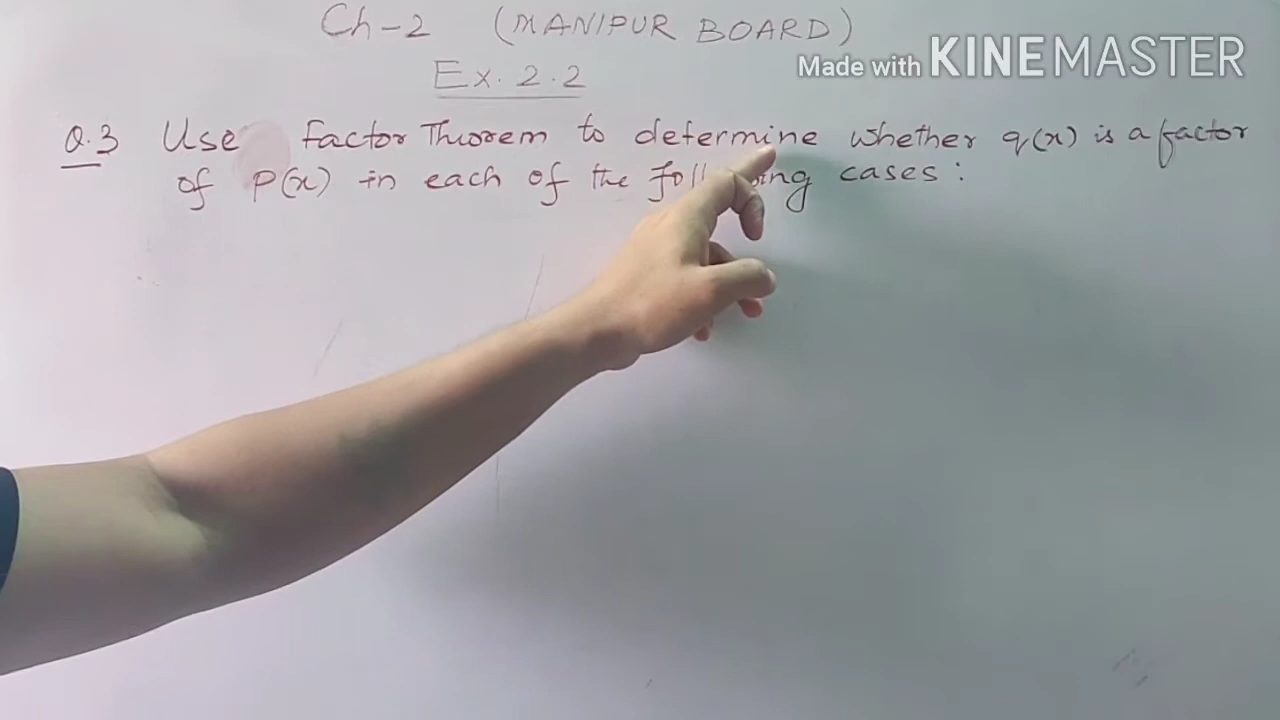 Ch-2 (MANIPUR BOARD)
Made with KINEMASTER
Ex. 2.2
Q.3 Use factor Theorem to determine whether q(x) is a factor
of P(x) in each of the cases: